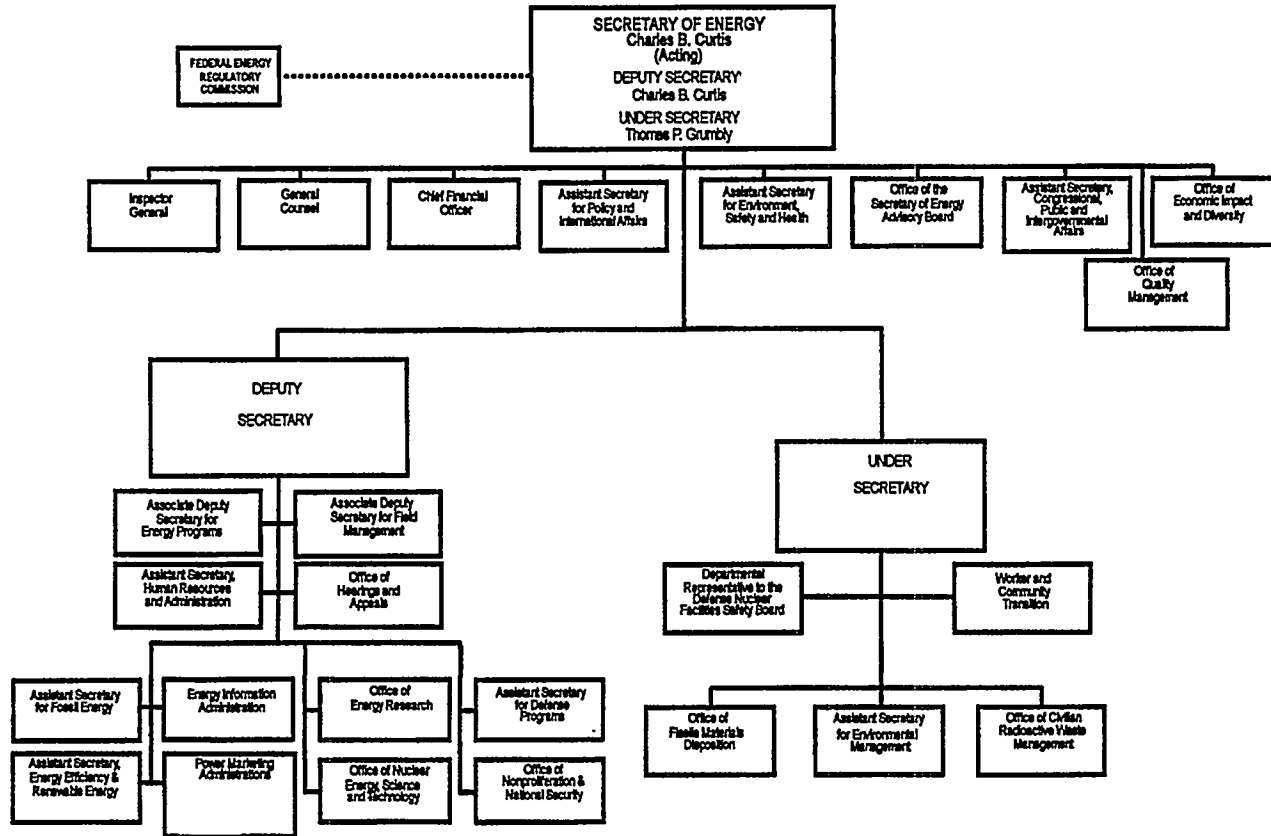 SECRETARY OF ENERGY
Charles B. Curtis
(Acting)
DEPUTY SECRETARY
Charles B. Curtis
UNDER SECRETARY
Thomas P. Grumbly
FEDERAL ENERGY
REGULATORY
COMMISSION
Inspector
General
General
Counsel
Chief Financial
Officer
Assistant Secretary
for Policy and
International Affairs
Assistant Secretary
for Environment,
Safety and Health
Office of the
Secretary of Energy
Advisory Board
Assistant Secretary,
Congressional,
Public and
Intergovernmental
Affairs
Office of
Economic Impact
and Diversity
Office of
Quality
Management
DEPUTY
SECRETARY
Associate Deputy
Secretary for
Energy Programs
Associate Deputy
Secretary for Field
Management
Assistant Secretary,
Human Resources
and Administration
Office of
Hearings and
Appeals
Assistant Secretary
for Fossil Energy
Energy Information
Administration
Office of
Energy Research
Assistant Secretary
for Defense
Programs
Assistant Secretary,
Energy Efficiency &
Renewable Energy
Power Marketing
Administrations
Office of Nuclear
Energy, Science
and Technology
Office of
Nonproliferation &
National Security
UNDER
SECRETARY
Departmental
Representative to the
Defense Nuclear
Facilities Safety Board
Worker and
Community
Transition
Office of
Fissile Materials
Disposition
Assistant Secretary
for Environmental
Management
Office of Civilian
Radioactive Waste
Management